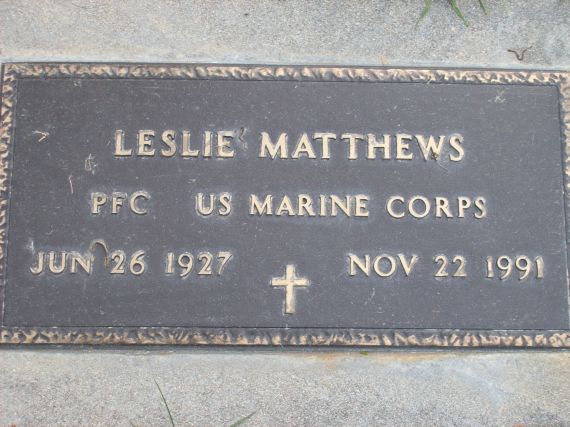 LESLIE MATTHEWS
PFC US MARINE CORPS
JUN 26 1927 NOV 22 1991